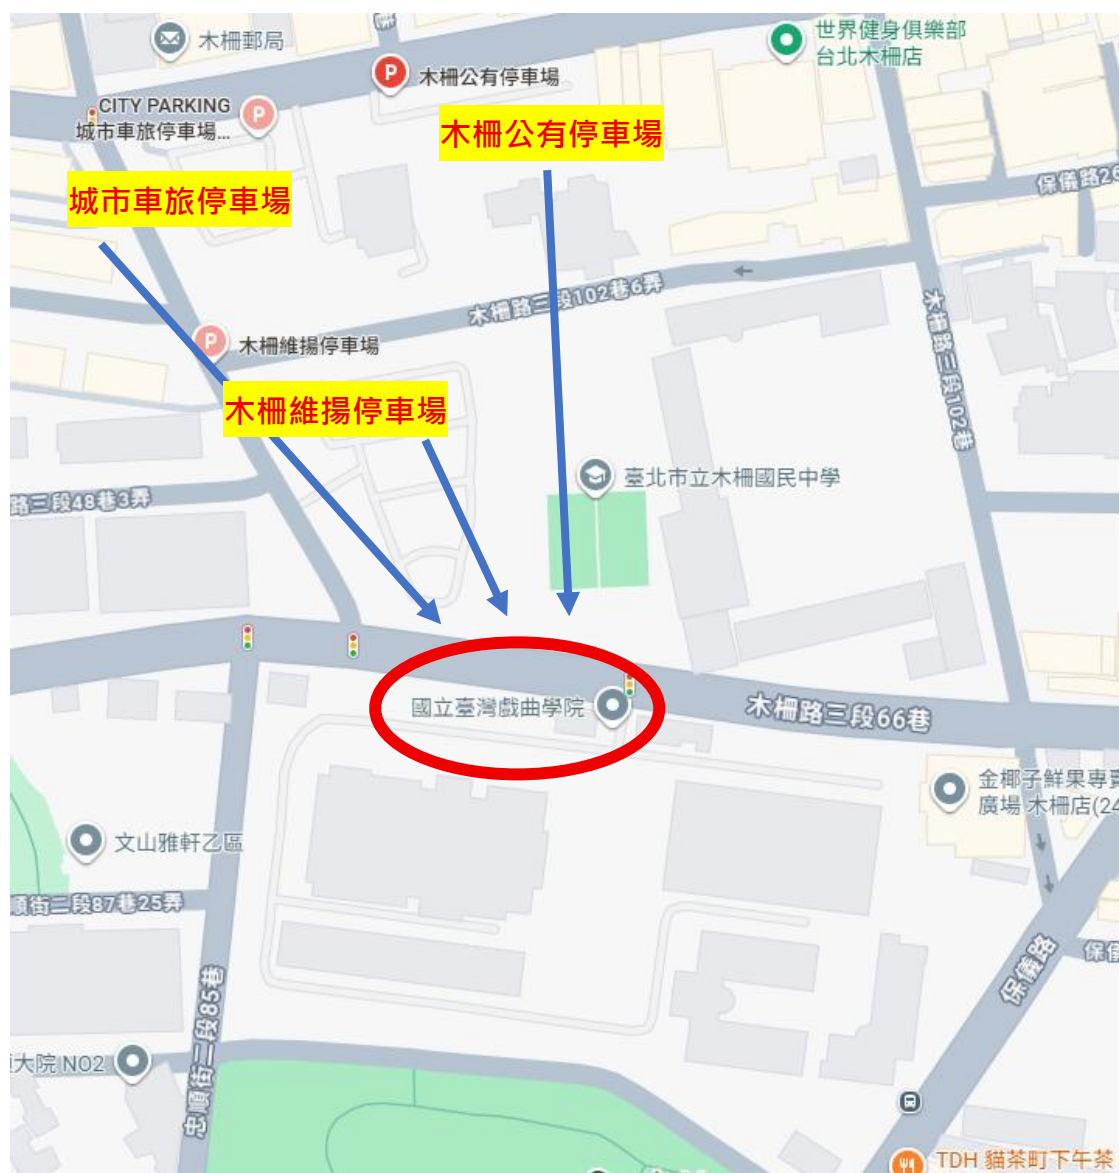 木柵郵局
世界健身俱樂部
台北木柵店
木柵公有停車場
CITY PARKING
城市車旅停車場...
木柵公有停車場
保儀路26
城市車旅停車場
木柵路三段102巷6弄
木柵維揚停車場
木柵路三段102巷
木柵維揚停車場
臺北市立木柵國民中學
路三段48巷3弄
國立臺灣戲曲學院
木柵路三段66巷
金椰子鮮果專賣
廣場 木柵店(24
文山雅軒乙區
順街二段87巷25弄
保儀路
忠順街二段85巷
大院 NO2
TDH 貓茶町下午茶